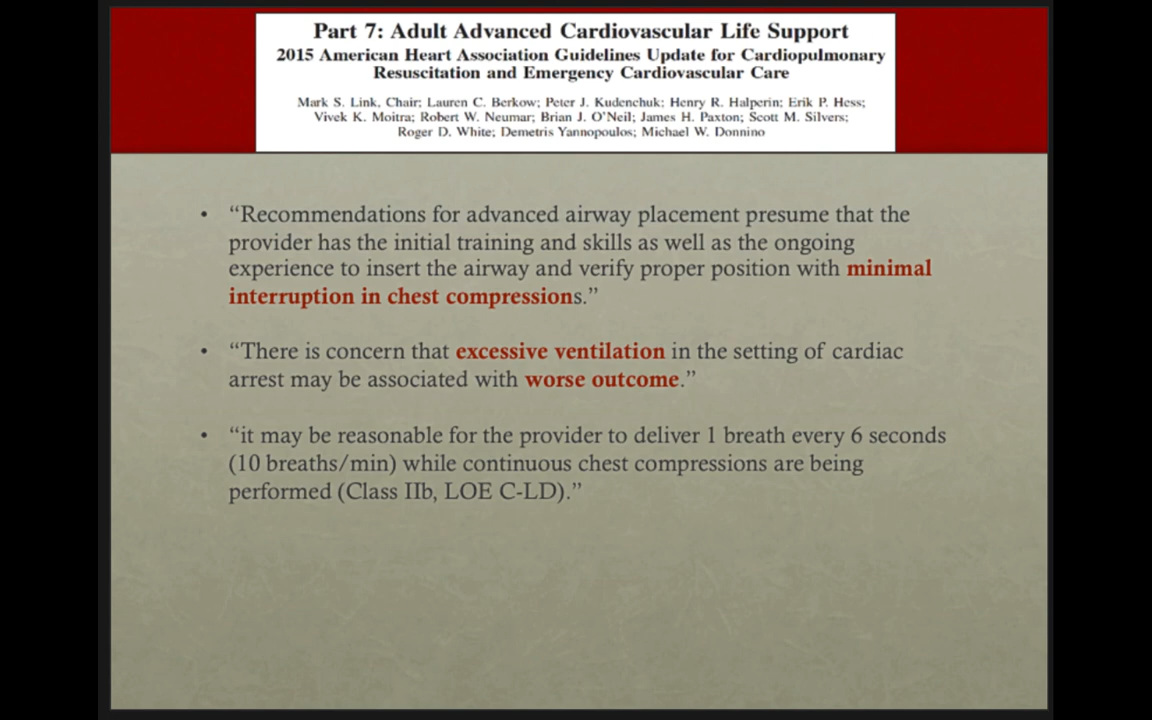 Part 7: Adult Advanced Cardiovascular Life Support
2015 American Heart Association Guidelines Update for Cardiopulmonary
Resuscitation and Emergency Cardiovascular Care
Mark S. Link, Chair; Lauren C. Berkow; Peter J. Kudenchuk; Henry R. Halperin; Erik P. Hess;
Vivek K. Moitra; Robert W. Neumar; Brian J. O'Neil; James H. Paxton; Scott M. Silvers;
Roger D. White; Demetris Yannopoulos; Michael W. Donnino
• “Recommendations for advanced airway placement presume that the
provider has the initial training and skills as well as the ongoing
experience to insert the airway and verify proper position with minimal
interruption in chest compressions.”
• “There is concern that excessive ventilation in the setting of cardiac
arrest may be associated with worse outcome.”
• “it may be reasonable for the provider to deliver 1 breath every 6 seconds
(10 breaths/min) while continuous chest compressions are being
performed (Class IIb, LOE C-LD).”